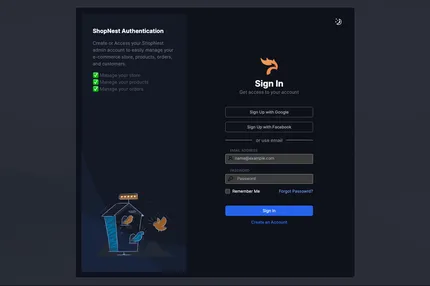 ShopNest Authentication
Create or Access your ShopNest
admin account to easily manage your
e-commerce store, products, orders,
and customers.
Manage your store
Manage your products
Manage your orders
Sign In
Get access to your account
Sign Up with Google
Sign Up with Facebook
or use email
EMAIL ADDRESS
name@example.com
PASSWORD
Password
Remember Me
Forgot Password?
Sign In
Create an Account